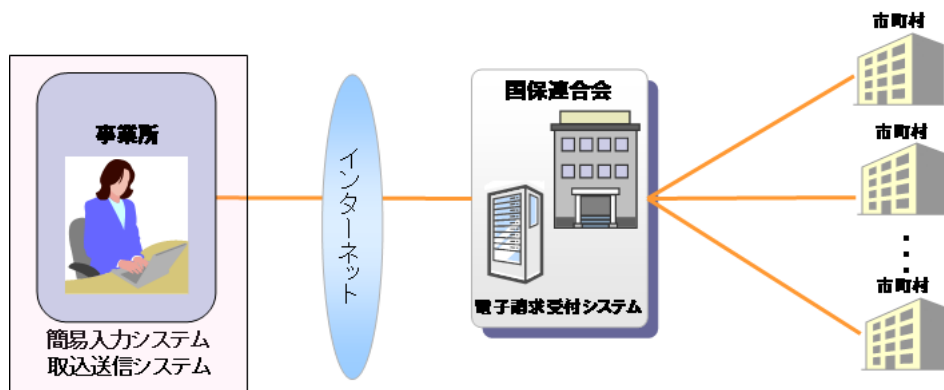 事業所
簡易入力システム
取込送信システム
インターネット
国保連合会
電子請求受付システム
市町村
市町村
市町村